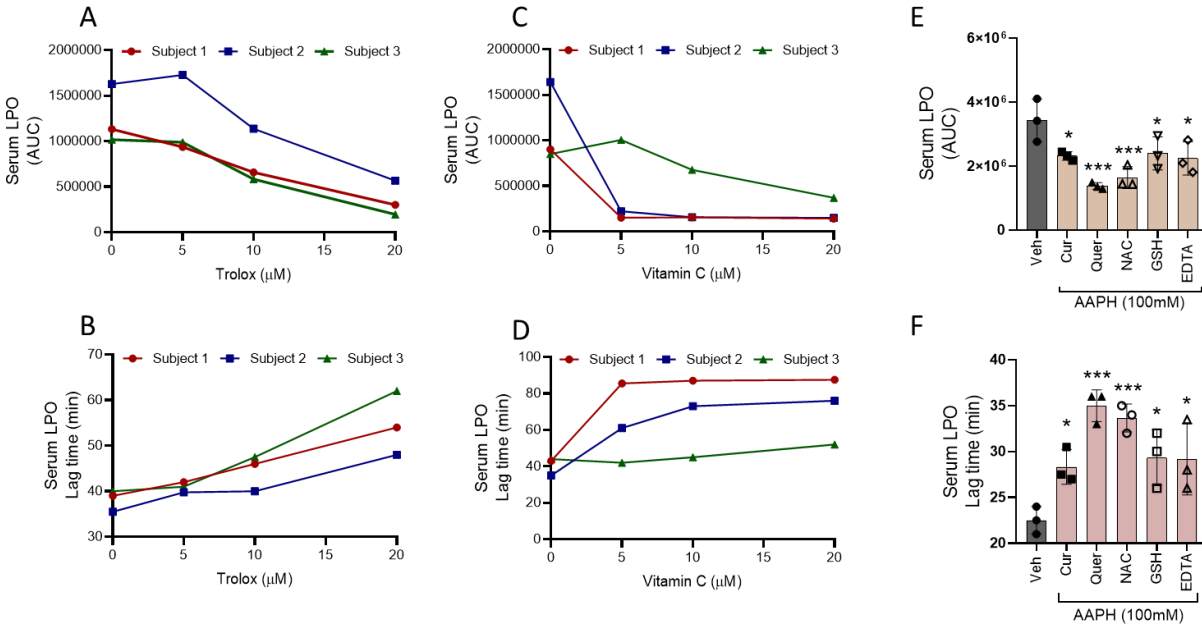 A
Subject 1 Subject 2 Subject 3
2000000
1500000
1000000
500000
0
Serum LPO
(AUC)
0 5 10 15 20
Trolox (μM)
B
Subject 1 Subject 2 Subject 3
70
60
50
40
30
Serum LPO
Lag time (min)
0 5 10 15 20
Trolox (μM)
C
Subject 1 Subject 2 Subject 3
2000000
1500000
1000000
500000
0
Serum LPO
(AUC)
0 5 10 15 20
Vitamin C (μM)
D
Subject 1 Subject 2 Subject 3
100
80
60
40
20
0
Serum LPO
Lag time (min)
0 5 10 15 20
Vitamin C (μM)
E
6×10⁶
4×10⁶
2×10⁶
0
Serum LPO
(AUC)
* *** *** * *
Veh Cur Quer NAC GSH EDTA
AAPH (100mM)
F
40
35
30
25
20
Serum LPO
Lag time (min)
* *** *** * *
Veh Cur Quer NAC GSH EDTA
AAPH (100mM)